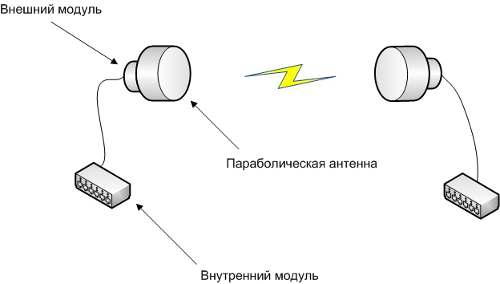 Внешний модуль
Параболическая антенна
Внутренний модуль